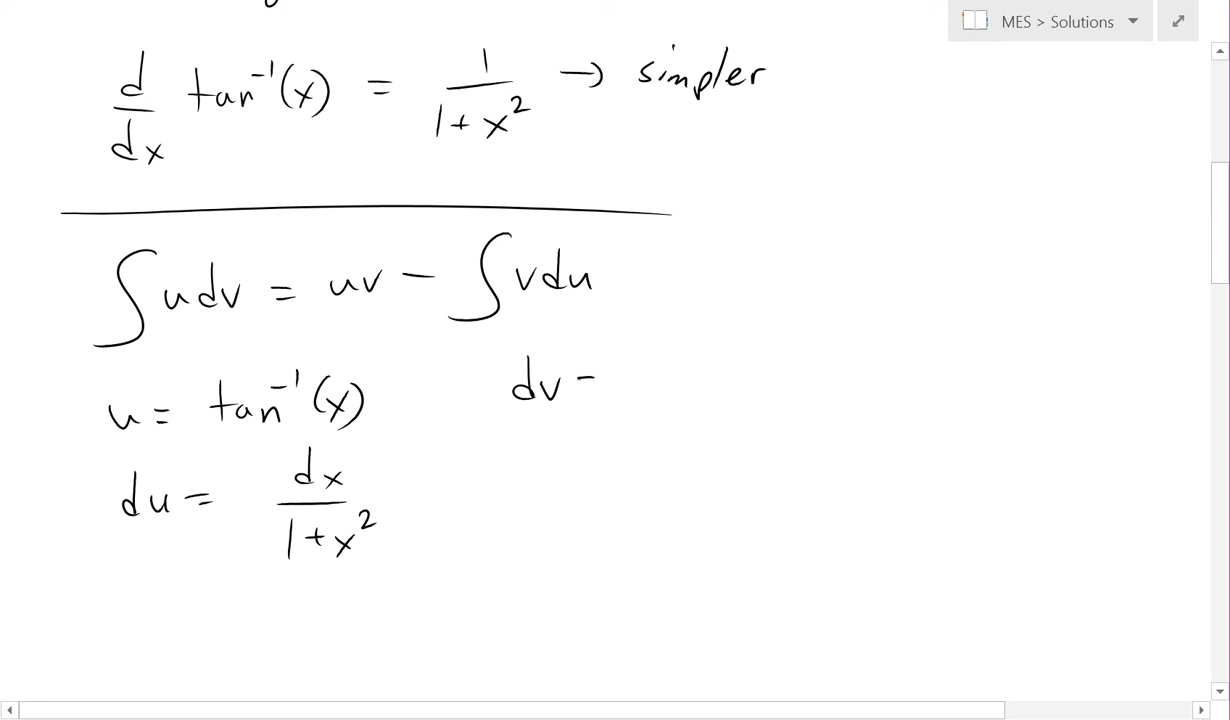 MES > Solutions
d/dx tan⁻¹(x) = 1/(1+x²) → simpler
∫udv = uv − ∫vdu
u = tan⁻¹(x) dv −
du = dx/(1+x²)